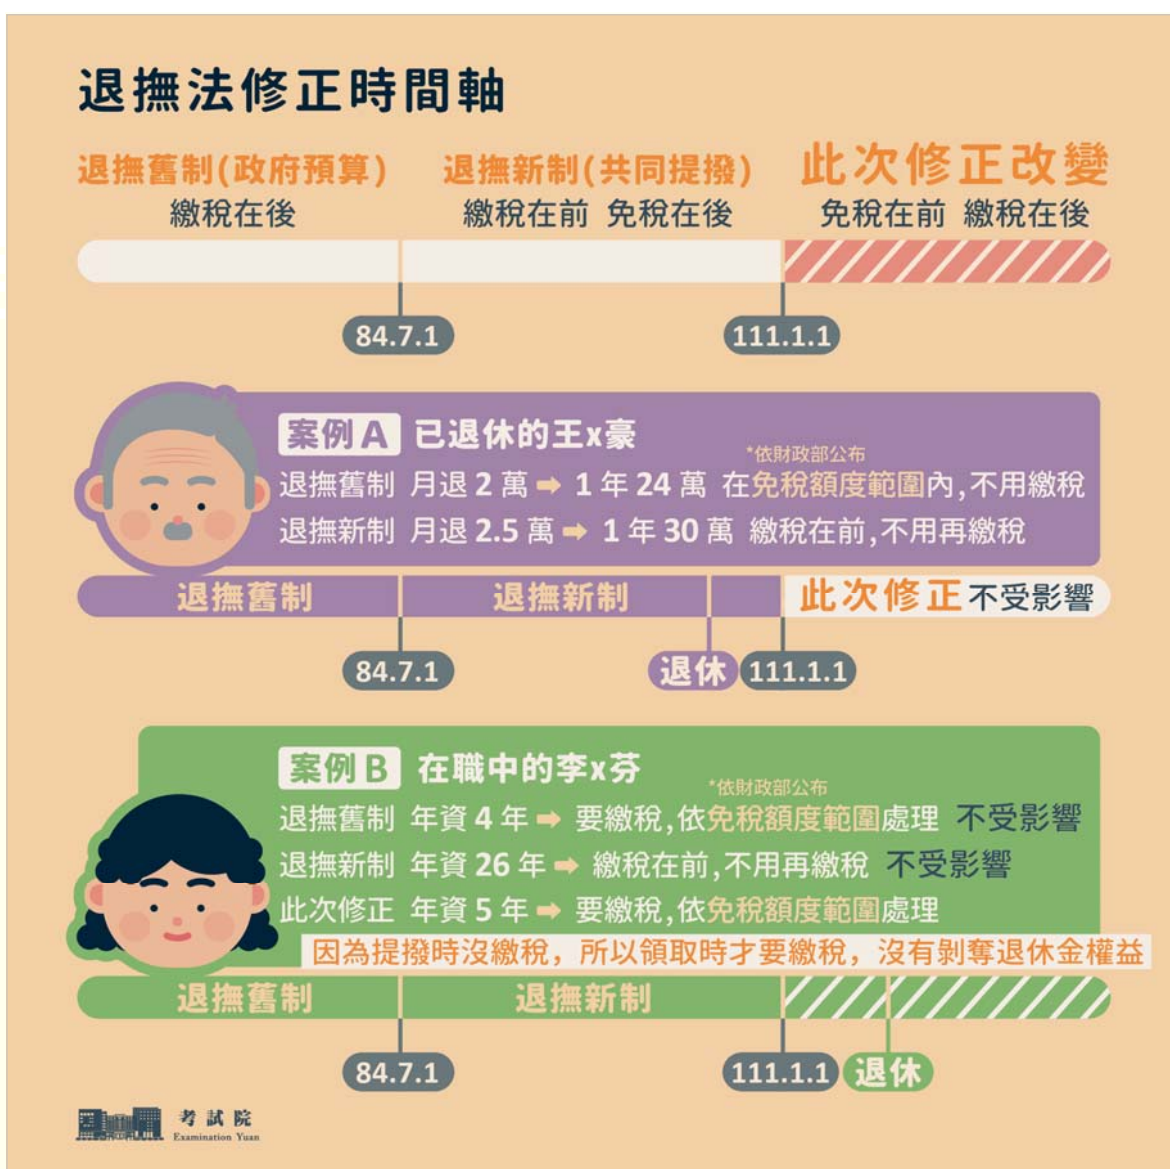 退撫法修正時間軸
退撫舊制(政府預算) 退撫新制(共同提撥) 此次修正改變
繳稅在後 繳稅在前 免稅在後 免稅在前 繳稅在後
84.7.1 111.1.1
案例A 已退休的王x豪
*依財政部公布
退撫舊制 月退2萬➡1年24萬 在免稅額度範圍內,不用繳稅
退撫新制 月退2.5萬➡1年30萬 繳稅在前,不用再繳稅
退撫舊制 退撫新制 此次修正不受影響
84.7.1 退休 111.1.1
案例B 在職中的李x芬
*依財政部公布
退撫舊制 年資4年➡要繳稅,依免稅額度範圍處理 不受影響
退撫新制 年資26年➡繳稅在前,不用再繳稅 不受影響
此次修正 年資5年➡要繳稅,依免稅額度範圍處理
因為提撥時沒繳稅，所以領取時才要繳稅，沒有剝奪退休金權益
退撫舊制 退撫新制
84.7.1 111.1.1 退休
考試院
Examination Yuan